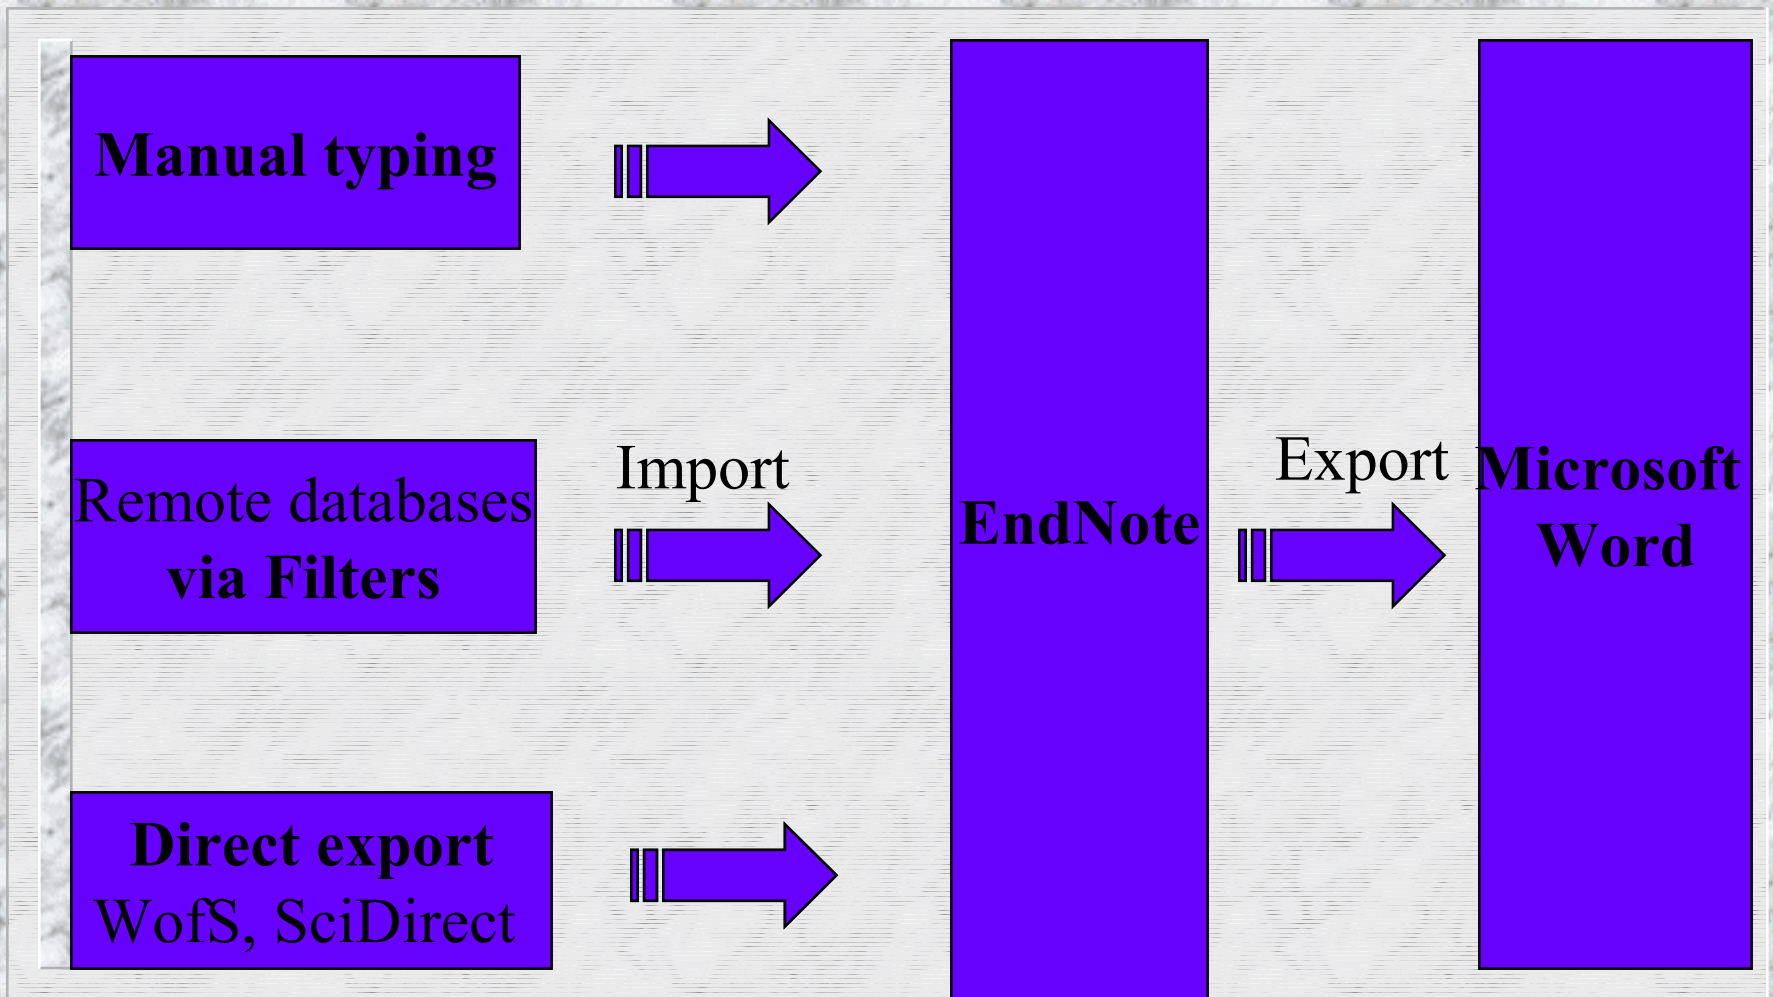 Manual typing
Remote databases
via Filters
Direct export
WofS, SciDirect
Import
EndNote
Export
Microsoft
Word